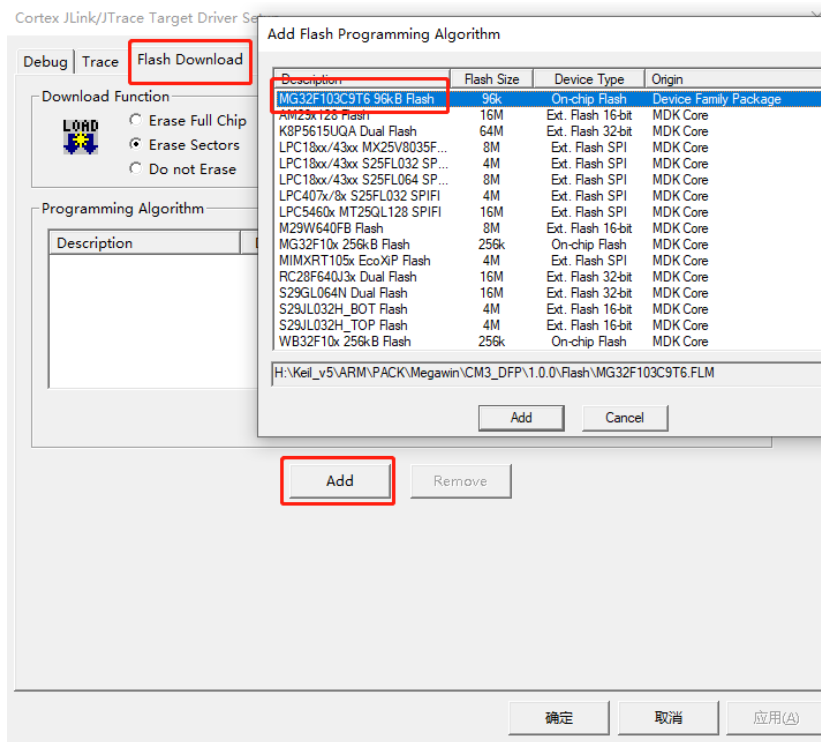 Cortex JLink/JTrace Target Driver Se
Debug Trace Flash Download
Download Function
LOAD
Erase Full Chip
Erase Sectors
Do not Erase
Programming Algorithm
Description
Add Flash Programming Algorithm
Description Flash Size Device Type Origin
MG32F103C9T6 96kB Flash 96k On-chip Flash Device Family Package
AM29x128 Flash 16M Ext. Flash 16-bit MDK Core
K8P5615UQA Dual Flash 64M Ext. Flash 32-bit MDK Core
LPC18xx/43xx MX25V8035F... 8M Ext. Flash SPI MDK Core
LPC18xx/43xx S25FL032 SP... 4M Ext. Flash SPI MDK Core
LPC18xx/43xx S25FL064 SP... 8M Ext. Flash SPI MDK Core
LPC407x/8x S25FL032 SPIFI 4M Ext. Flash SPI MDK Core
LPC5460x MT25QL128 SPIFI 16M Ext. Flash SPI MDK Core
M29W640FB Flash 8M Ext. Flash 16-bit MDK Core
MG32F10x 256kB Flash 256k On-chip Flash MDK Core
MIMXRT105x EcoXiP Flash 4M Ext. Flash SPI MDK Core
RC28F640J3x Dual Flash 16M Ext. Flash 32-bit MDK Core
S29GL064N Dual Flash 16M Ext. Flash 32-bit MDK Core
S29JL032H_BOT Flash 4M Ext. Flash 16-bit MDK Core
S29JL032H_TOP Flash 4M Ext. Flash 16-bit MDK Core
WB32F10x 256kB Flash 256k On-chip Flash MDK Core
H:\Keil_v5\ARM\PACK\Megawin\CM3_DFP\1.0.0\Flash\MG32F103C9T6.FLM
Add Cancel
Add Remove
确定 取消 应用(A)